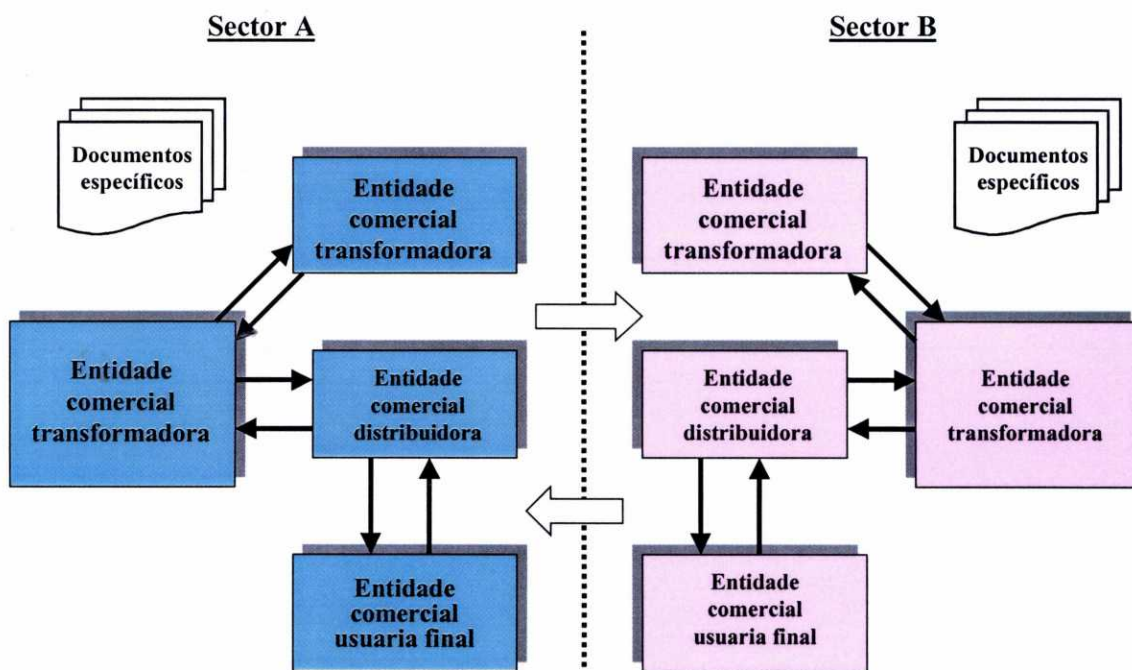 Sector A
Sector B
Documentos
específicos
Documentos
específicos
Entidade
comercial
transformadora
Entidade
comercial
transformadora
Entidade
comercial
transformadora
Entidade
comercial
distribuidora
Entidade
comercial
distribuidora
Entidade
comercial
transformadora
Entidade
comercial
usuaria final
Entidade
comercial
usuaria final